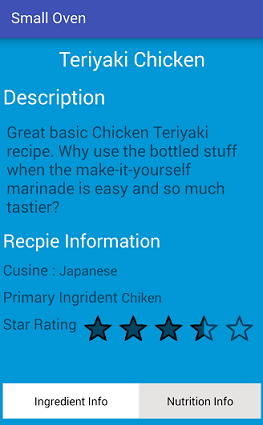 Small Oven
Teriyaki Chicken
Description
Great basic Chicken Teriyaki
recipe. Why use the bottled stuff
when the make-it-yourself
marinade is easy and so much
tastier?
Recpie Information
Cusine : Japanese
Primary Ingrident Chiken
Star Rating
Ingredient Info Nutrition Info